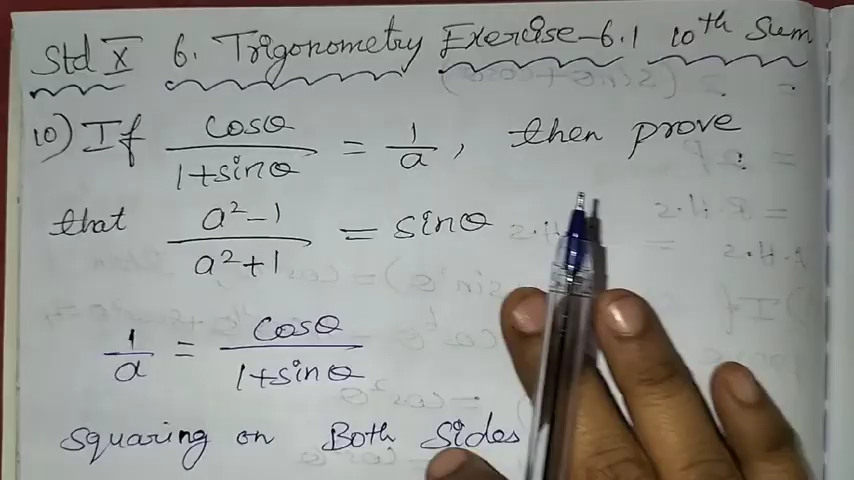 Std X 6. Trigonometry Exercise-6.1 10th Sum
10) If cosθ/1+sinθ = 1/a, then prove
that a²-1/a²+1 = sinθ
1/a = cosθ/1+sinθ
squaring on Both Sides